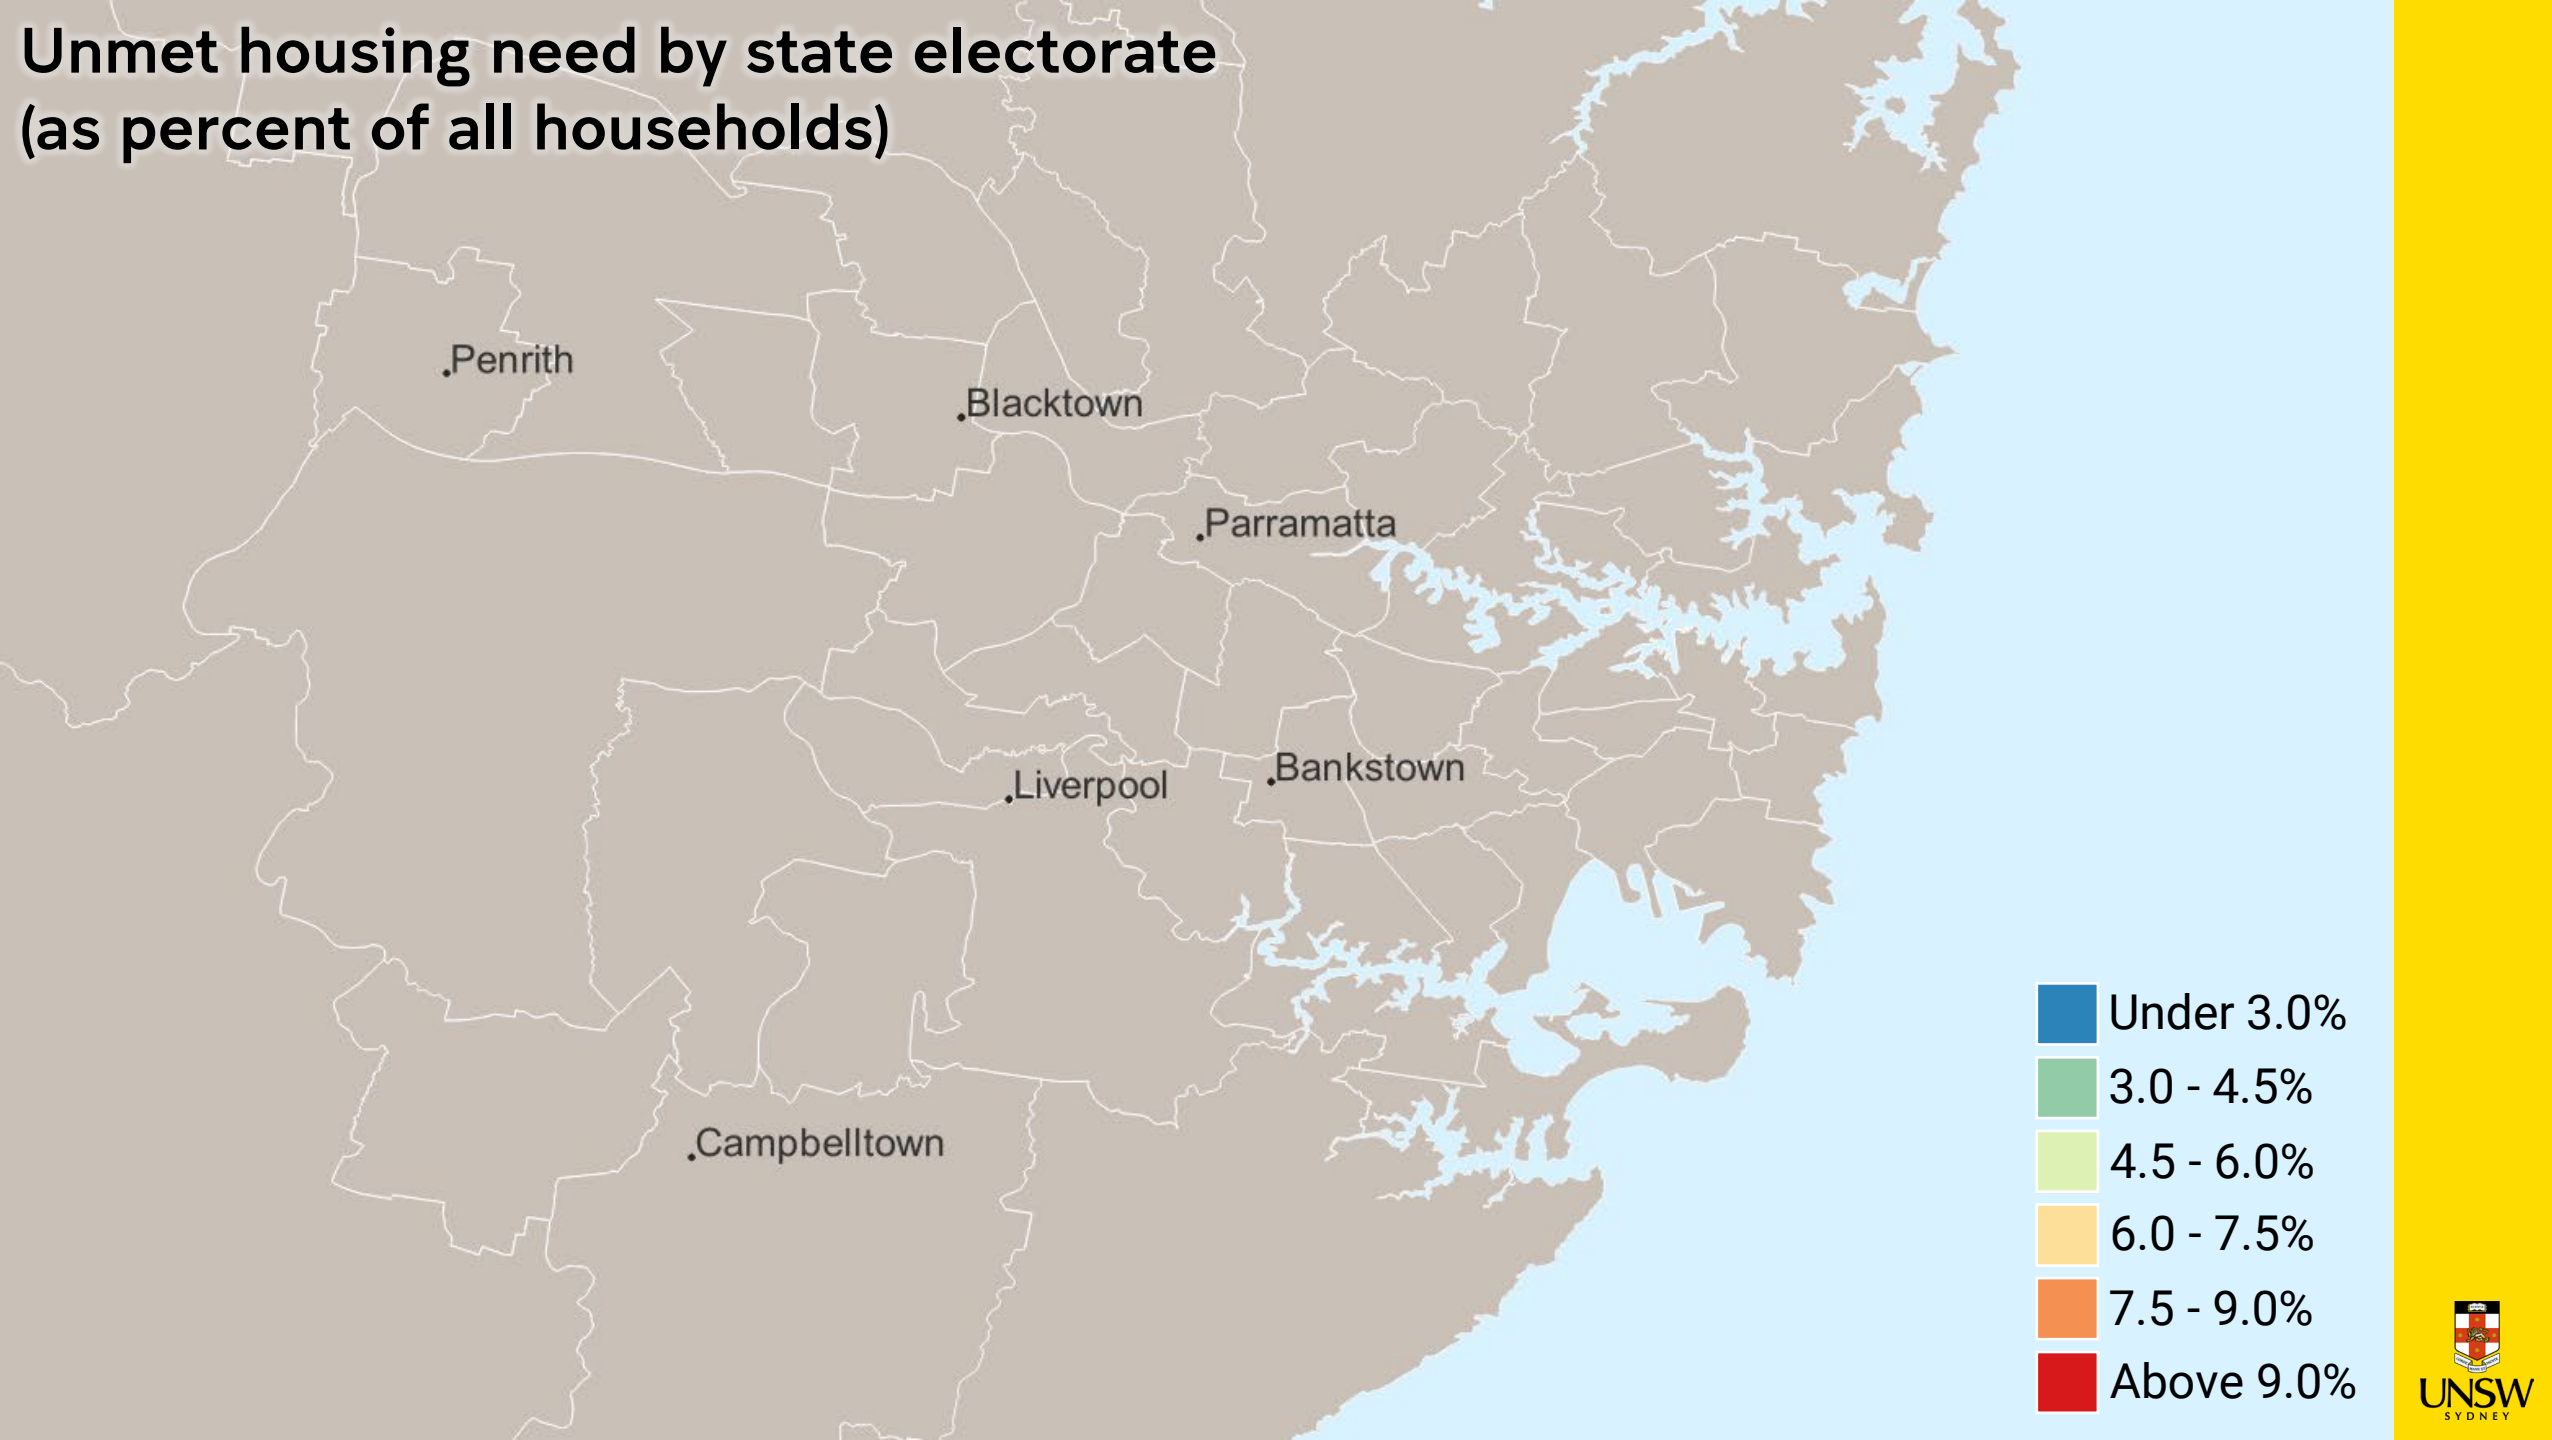 Unmet housing need by state electorate
(as percent of all households)
Penrith
Blacktown
Parramatta
Bankstown
Liverpool
Campbelltown
Under 3.0%
3.0 - 4.5%
4.5 - 6.0%
6.0 - 7.5%
7.5 - 9.0%
Above 9.0%
UNSW
SYDNEY